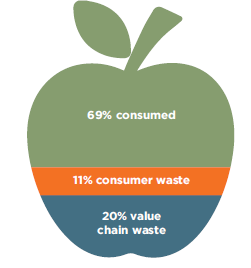 69% consumed
11% consumer waste
20% value
chain waste